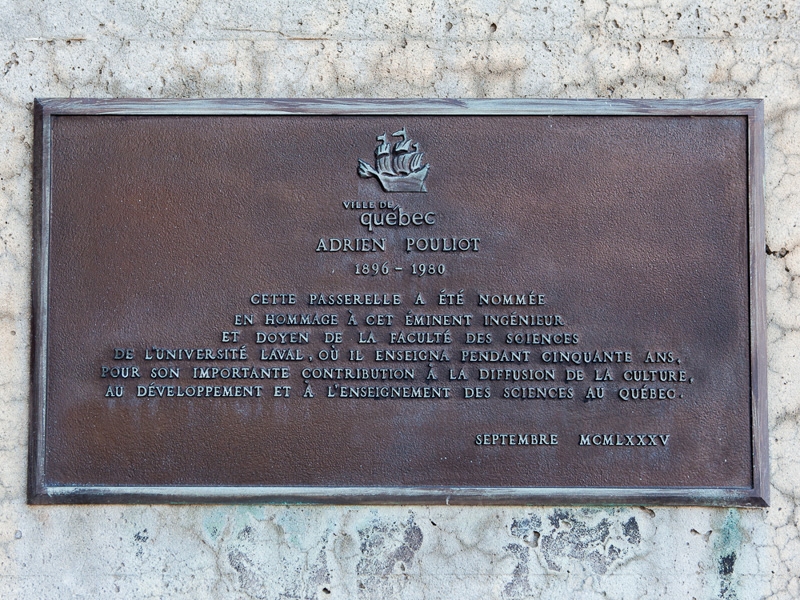 VILLE DE
québec
ADRIEN POULIOT
1896 - 1980
CETTE PASSERELLE A ÉTÉ NOMMÉE
EN HOMMAGE À CET ÉMINENT INGÉNIEUR
ET DOYEN DE LA FACULTÉ DES SCIENCES
DE L'UNIVERSITÉ LAVAL, OÙ IL ENSEIGNA PENDANT CINQUANTE ANS,
POUR SON IMPORTANTE CONTRIBUTION À LA DIFFUSION DE LA CULTURE,
AU DÉVELOPPEMENT ET À L'ENSEIGNEMENT DES SCIENCES AU QUÉBEC.
SEPTEMBRE MCMLXXXV